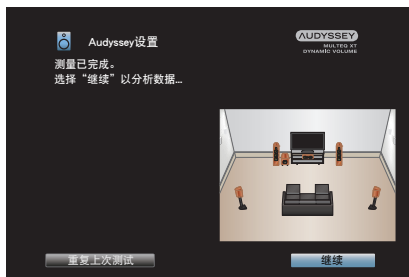 Audyssey设置
AUDYSSEY
MULTEQ XT
DYNAMIC VOLUME
测量已完成。
选择“继续”以分析数据...
重复上次测试
继续